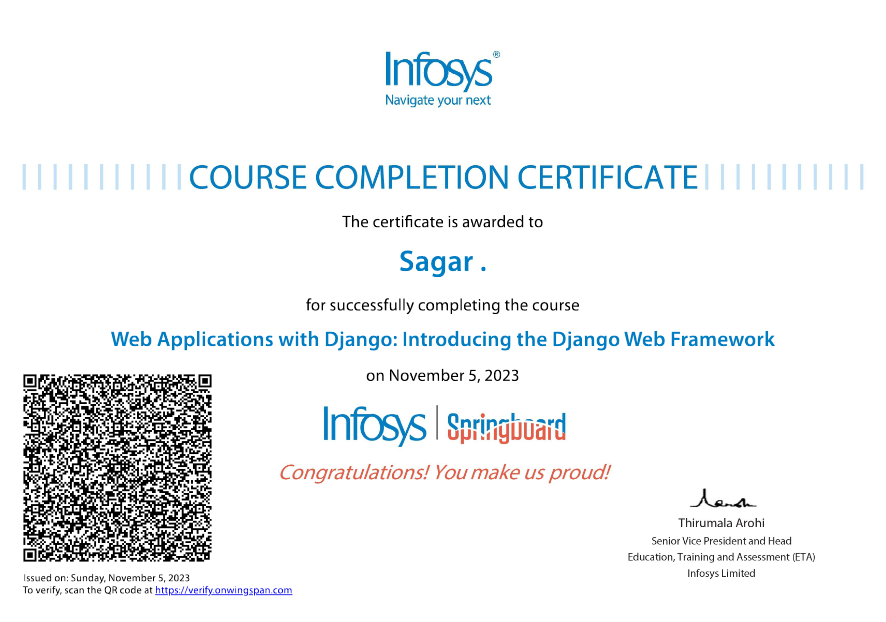 Infosys®
Navigate your next
COURSE COMPLETION CERTIFICATE
The certificate is awarded to
Sagar .
for successfully completing the course
Web Applications with Django: Introducing the Django Web Framework
on November 5, 2023
Infosys | Springboard
Congratulations! You make us proud!
Thirumala Arohi
Senior Vice President and Head
Education, Training and Assessment (ETA)
Infosys Limited
Issued on: Sunday, November 5, 2023
To verify, scan the QR code at https://verify.onwingspan.com